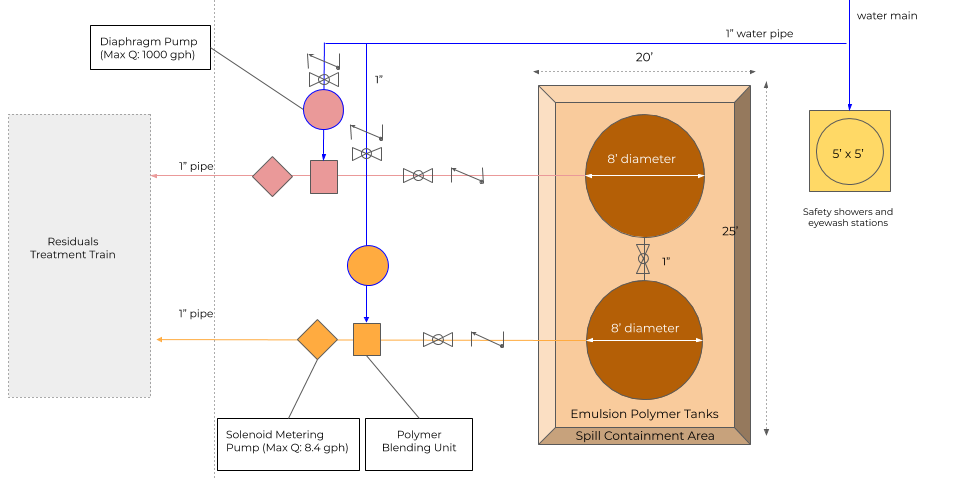 water main
1” water pipe
Diaphragm Pump
(Max Q: 1000 gph)
20’
1”
8’ diameter
5’ x 5’
1” pipe
Safety showers and
eyewash stations
25’
Residuals
Treatment Train
1”
1” pipe
8’ diameter
Emulsion Polymer Tanks
Spill Containment Area
Solenoid Metering
Pump (Max Q: 8.4 gph)
Polymer
Blending Unit